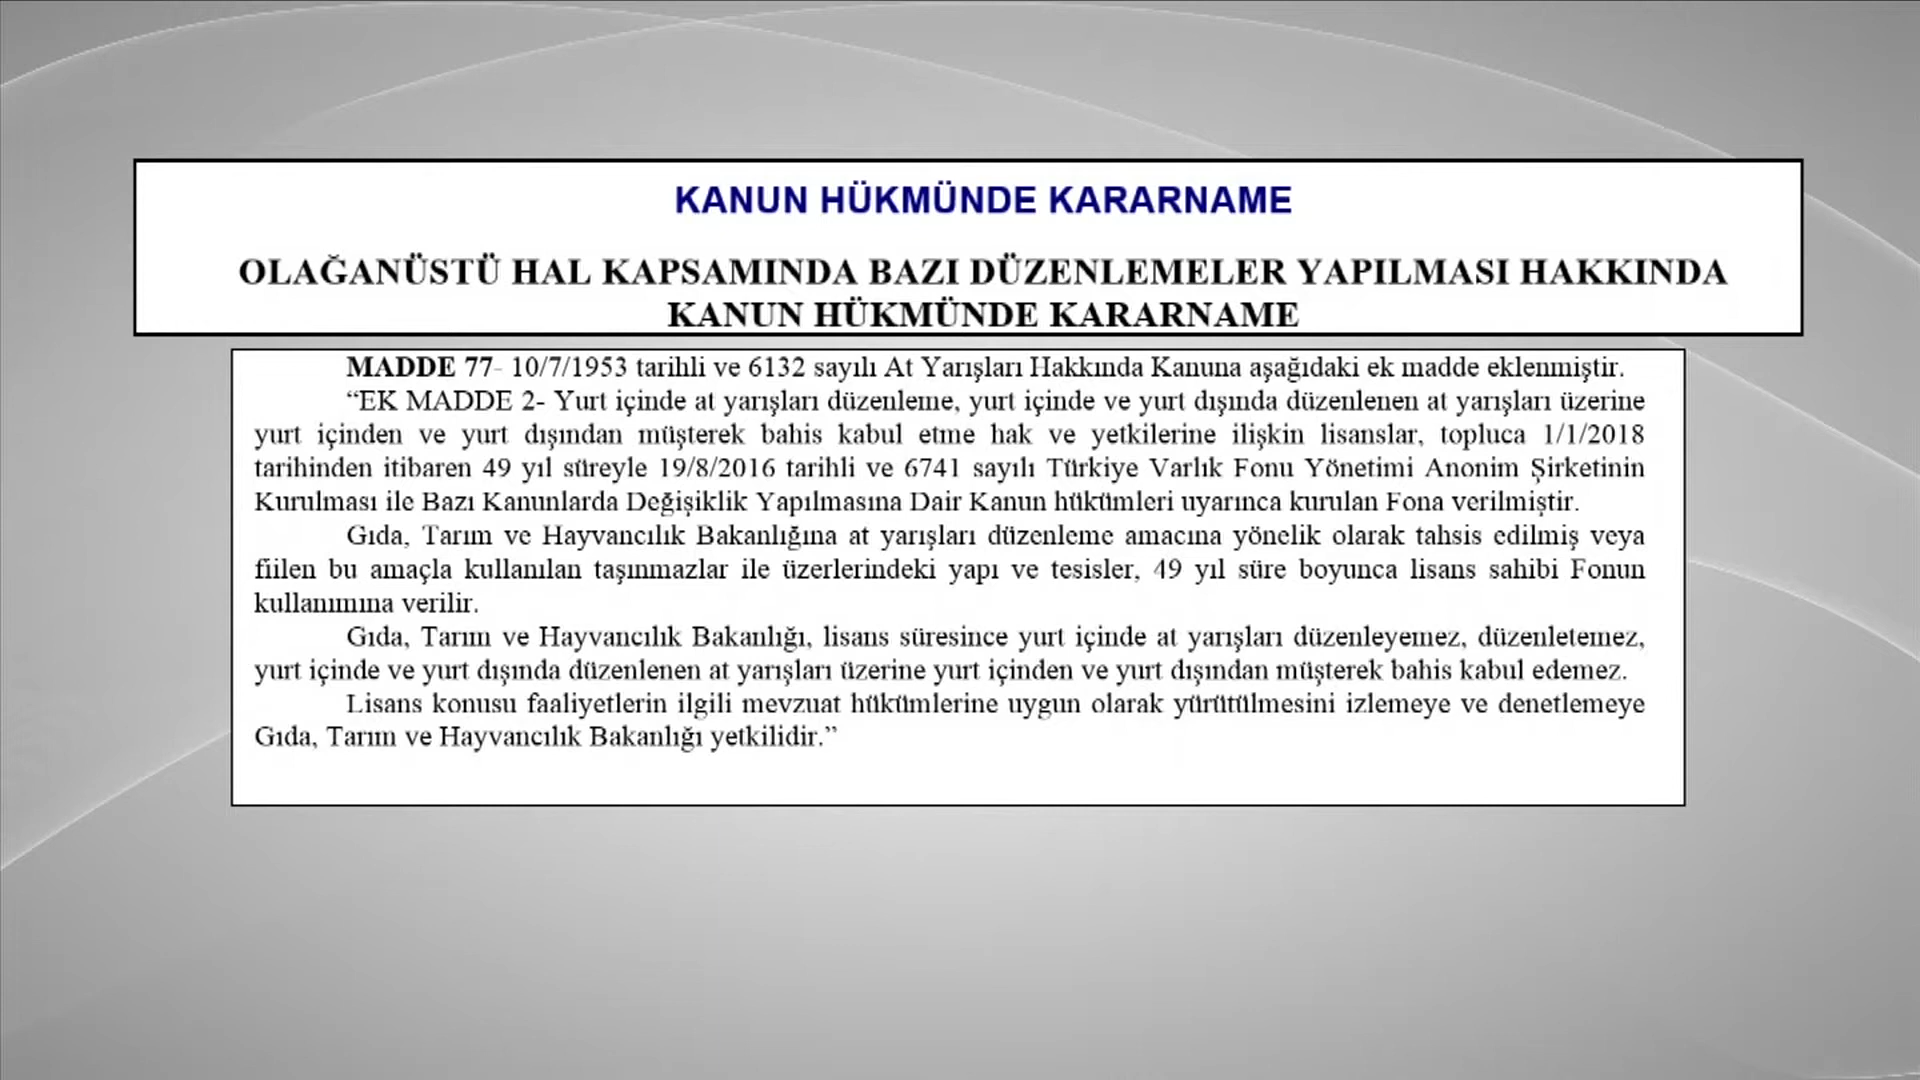 KANUN HÜKMÜNDE KARARNAME
OLAĞANÜSTÜ HAL KAPSAMINDA BAZI DÜZENLEMELER YAPILMASI HAKKINDA
KANUN HÜKMÜNDE KARARNAME
MADDE 77- 10/7/1953 tarihli ve 6132 sayılı At Yarışları Hakkında Kanuna aşağıdaki ek madde eklenmiştir.
“EK MADDE 2- Yurt içinde at yarışları düzenleme, yurt içinde ve yurt dışında düzenlenen at yarışları üzerine
yurt içinden ve yurt dışından müşterek bahis kabul etme hak ve yetkilerine ilişkin lisanslar, topluca 1/1/2018
tarihinden itibaren 49 yıl süreyle 19/8/2016 tarihli ve 6741 sayılı Türkiye Varlık Fonu Yönetimi Anonim Şirketinin
Kurulması ile Bazı Kanunlarda Değişiklik Yapılmasına Dair Kanun hükümleri uyarınca kurulan Fona verilmiştir.
Gıda, Tarım ve Hayvancılık Bakanlığına at yarışları düzenleme amacına yönelik olarak tahsis edilmiş veya
fiilen bu amaçla kullanılan taşınmazlar ile üzerlerindeki yapı ve tesisler, 49 yıl süre boyunca lisans sahibi Fonun
kullanımına verilir.
Gıda, Tarım ve Hayvancılık Bakanlığı, lisans süresince yurt içinde at yarışları düzenleyemez, düzenletemez,
yurt içinde ve yurt dışında düzenlenen at yarışları üzerine yurt içinden ve yurt dışından müşterek bahis kabul edemez.
Lisans konusu faaliyetlerin ilgili mevzuat hükümlerine uygun olarak yürütülmesini izlemeye ve denetlemeye
Gıda, Tarım ve Hayvancılık Bakanlığı yetkilidir.”